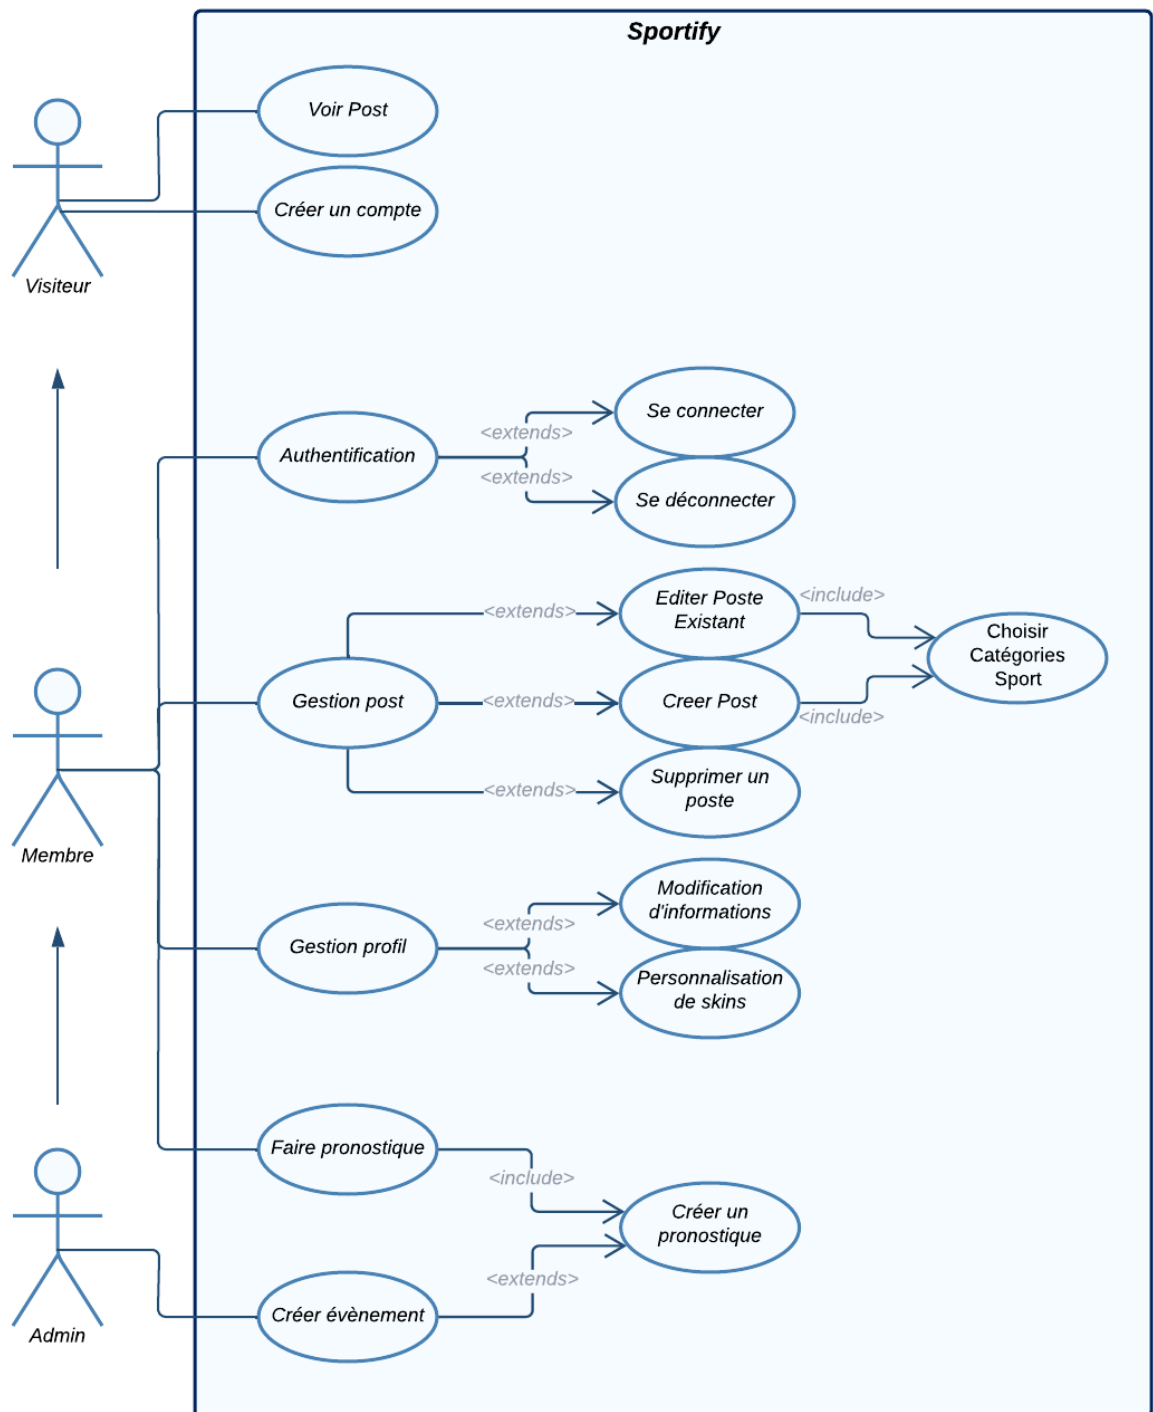 Sportify
Voir Post
Créer un compte
Visiteur
Authentification
<extends>
<extends>
Se connecter
Se déconnecter
Gestion post
<extends>
<extends>
<extends>
Editer Poste
Existant
Creer Post
Supprimer un
poste
<include>
<include>
Choisir
Catégories
Sport
Membre
Gestion profil
<extends>
<extends>
Modification
d'informations
Personnalisation
de skins
Faire pronostique
<include>
Créer un
pronostique
<extends>
Créer évènement
Admin